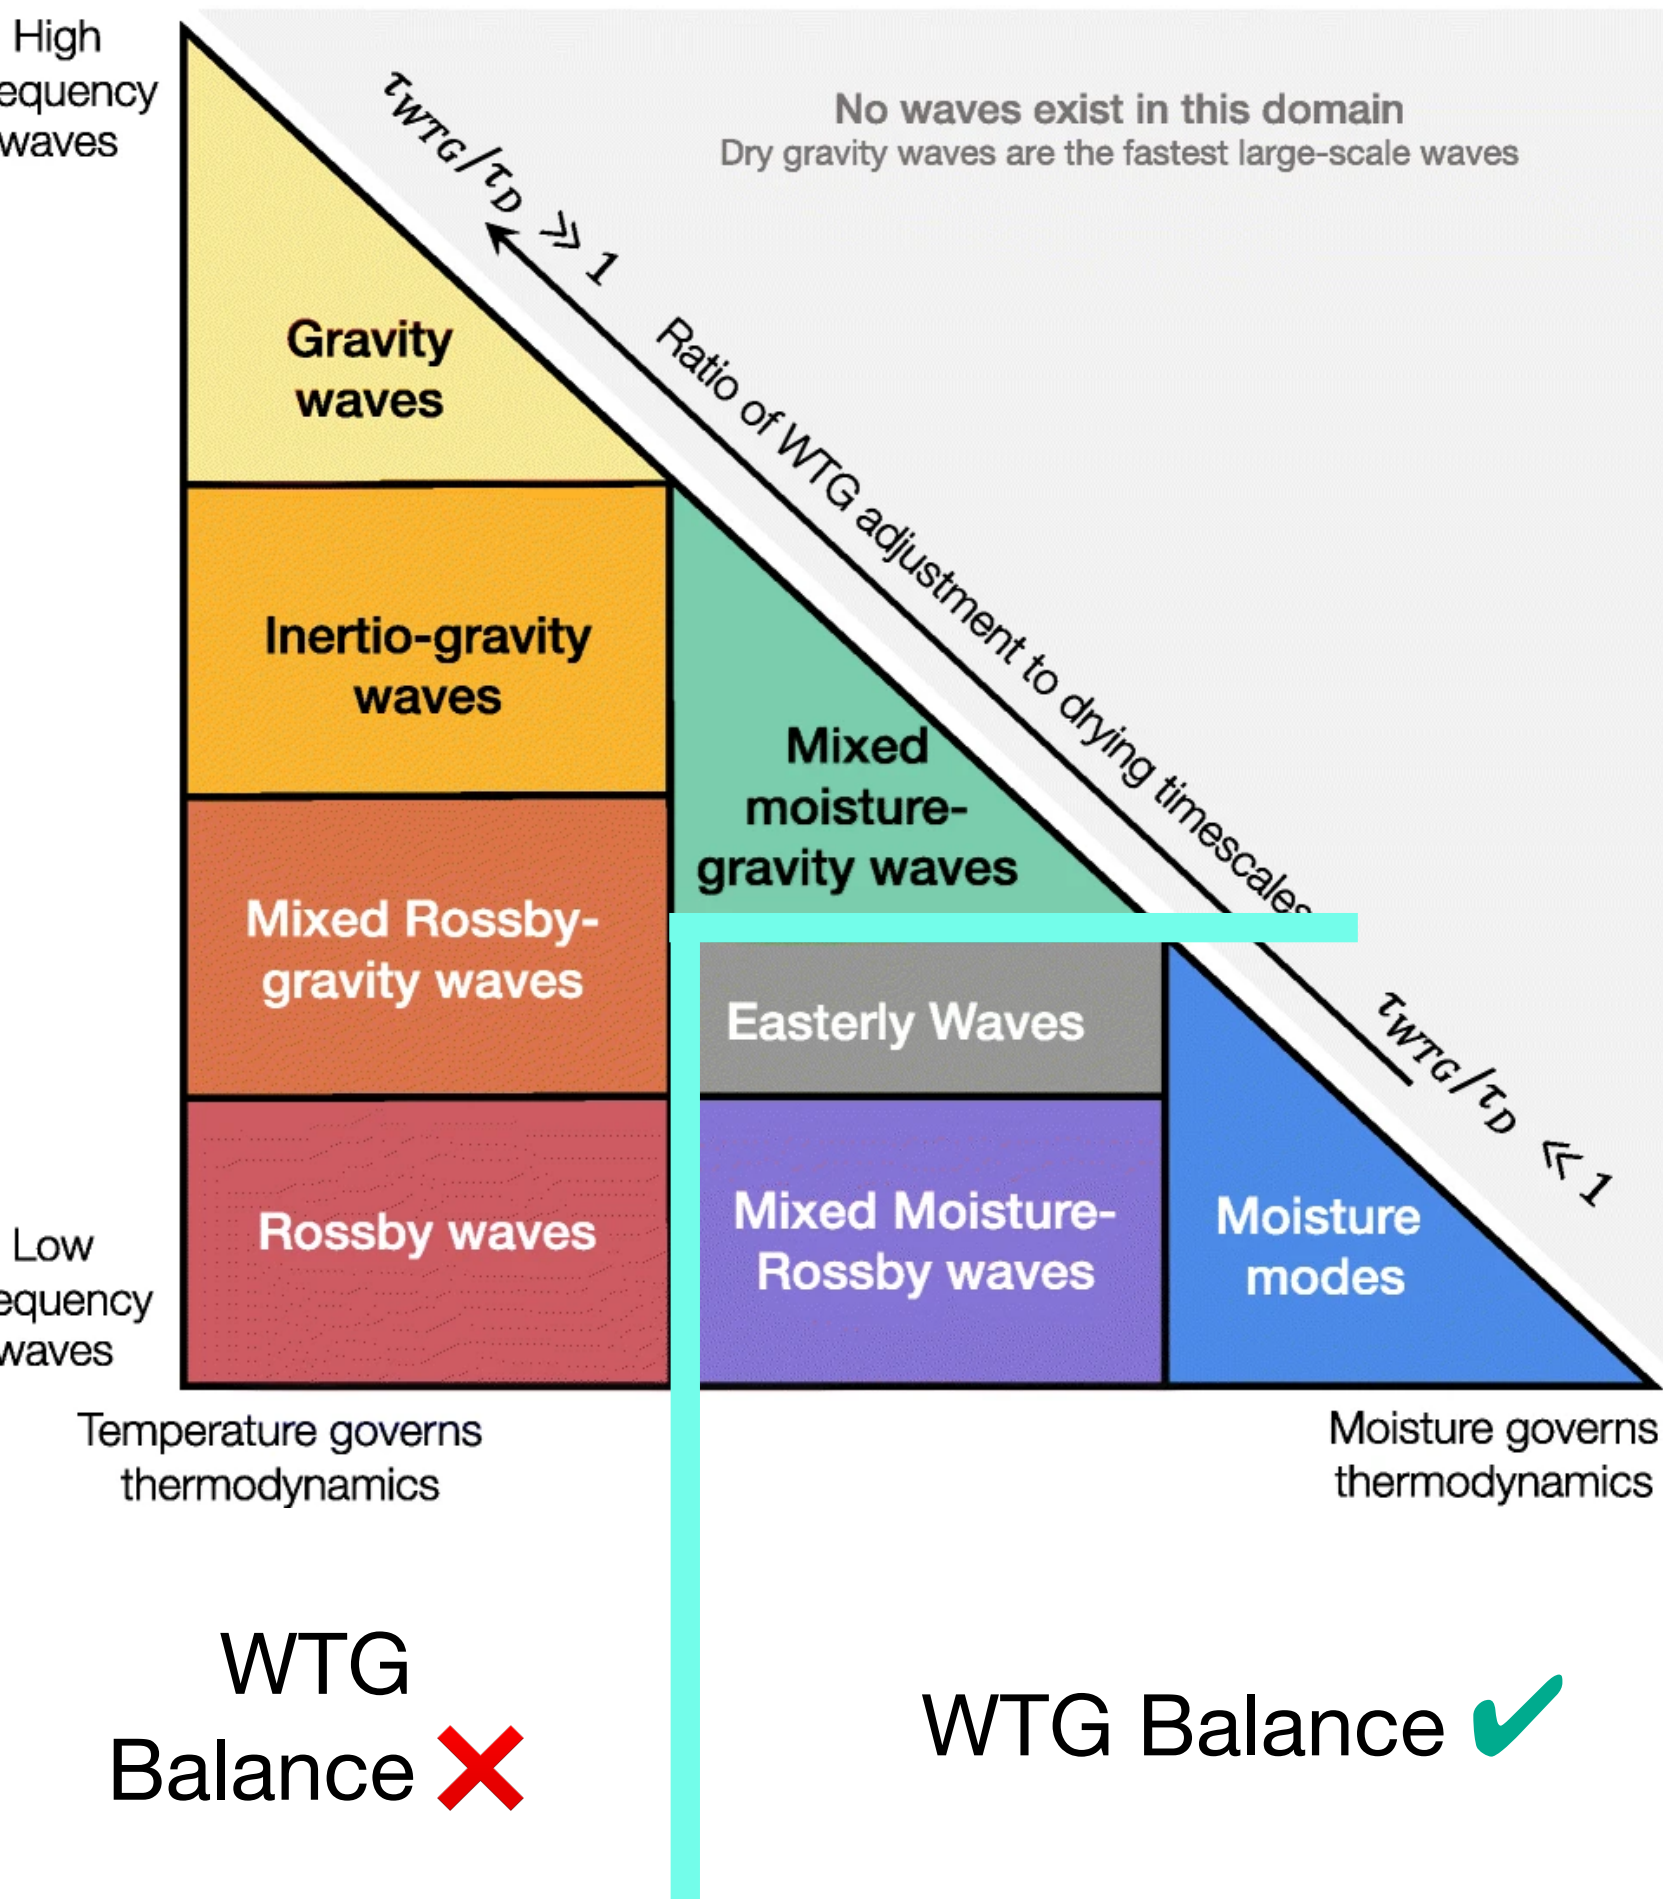 High
equency
waves
τWTG/τD ≫ 1
No waves exist in this domain
Dry gravity waves are the fastest large-scale waves
Ratio of WTG adjustment to drying timescales
Gravity
waves
Inertio-gravity
waves
Mixed
moisture-
gravity waves
Mixed Rossby-
gravity waves
Easterly Waves
τWTG/τD ≪ 1
Rossby waves
Mixed Moisture-
Rossby waves
Moisture
modes
Low
equency
waves
Temperature governs
thermodynamics
Moisture governs
thermodynamics
WTG
Balance
WTG Balance